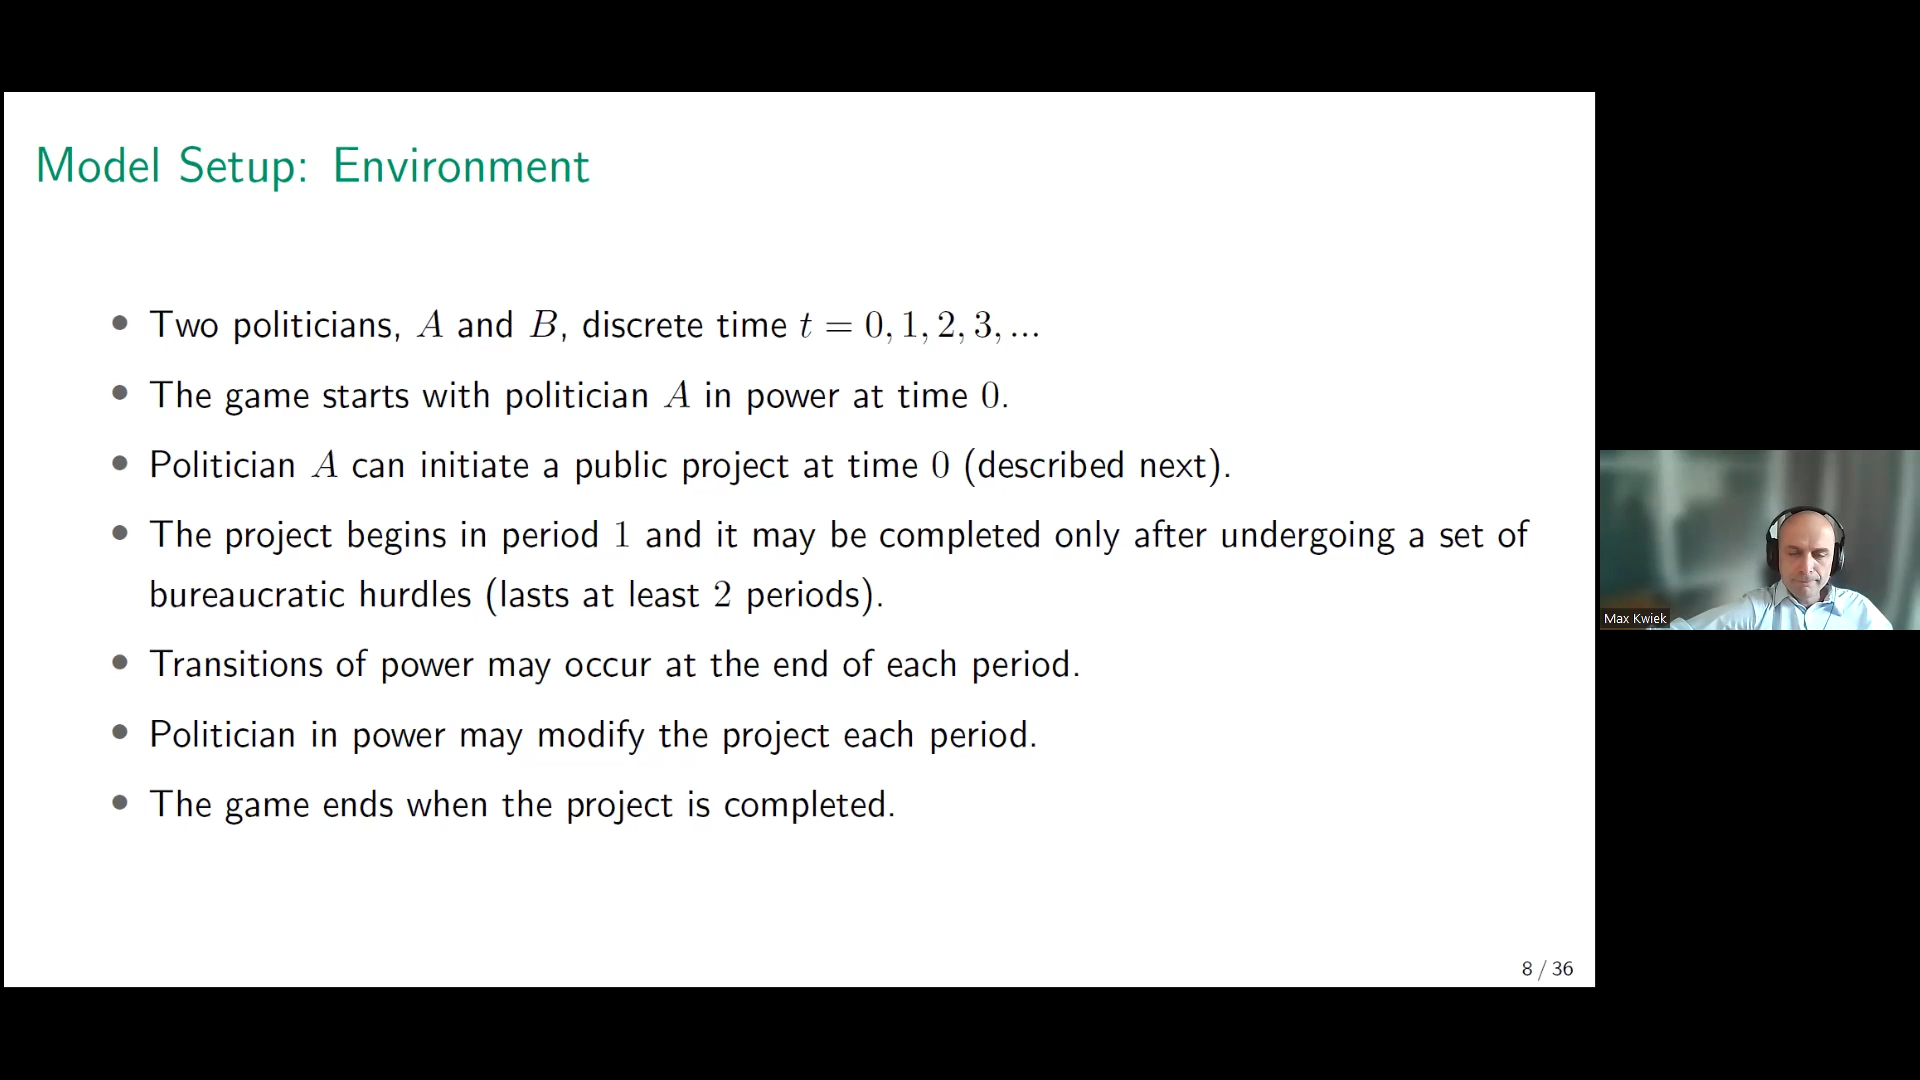 Model Setup: Environment
• Two politicians, A and B, discrete time t = 0, 1, 2, 3, ...
• The game starts with politician A in power at time 0.
• Politician A can initiate a public project at time 0 (described next).
• The project begins in period 1 and it may be completed only after undergoing a set of
bureaucratic hurdles (lasts at least 2 periods).
• Transitions of power may occur at the end of each period.
• Politician in power may modify the project each period.
• The game ends when the project is completed.
8 / 36
Max Kwiek